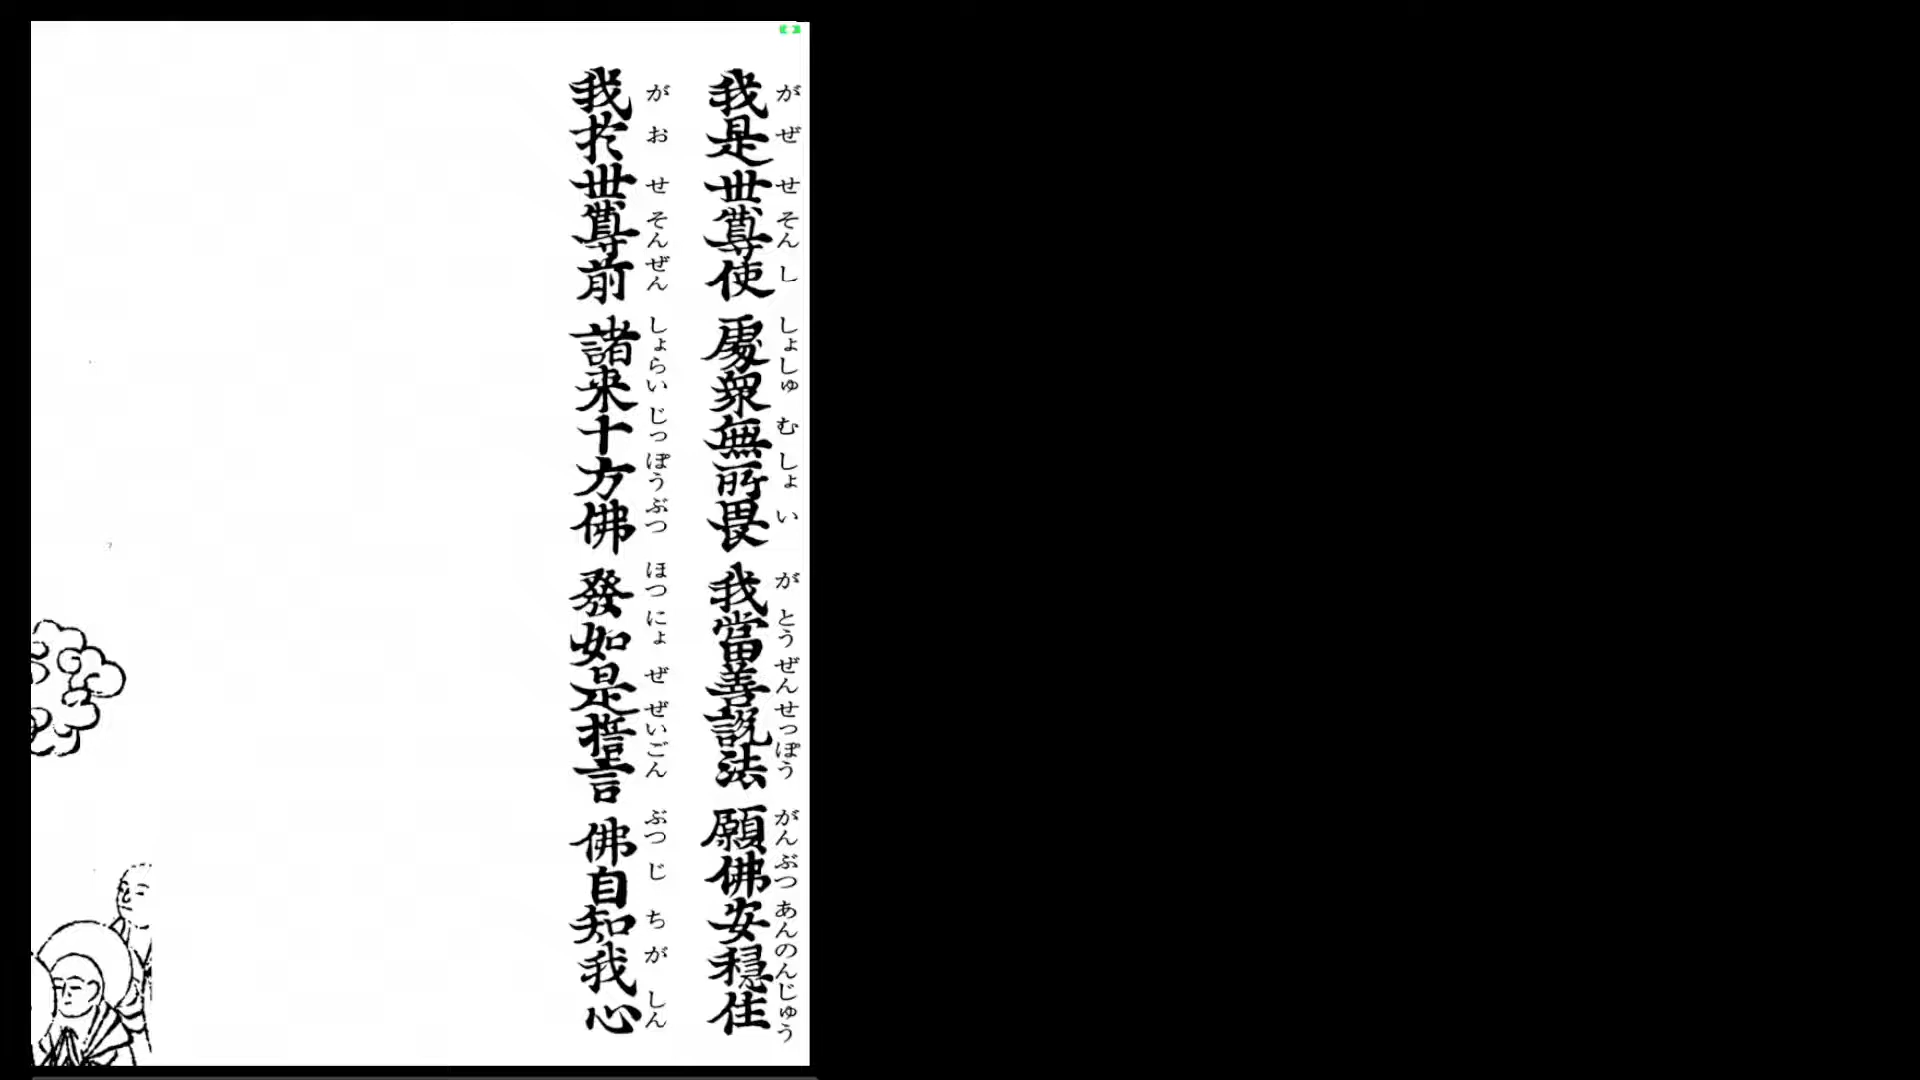 我是世尊使 處衆無所畏 我當善説法 願佛安穏住
がぜせそんし しょしゅむしょい がとうぜんせっぽう がんぶつあんのんじゅう
我於世尊前 諸来十方佛 發如是誓言 佛自知我心
がおせそんぜん しょらいじっぽうぶつ ほつにょぜぜいごん ぶつじちがしん